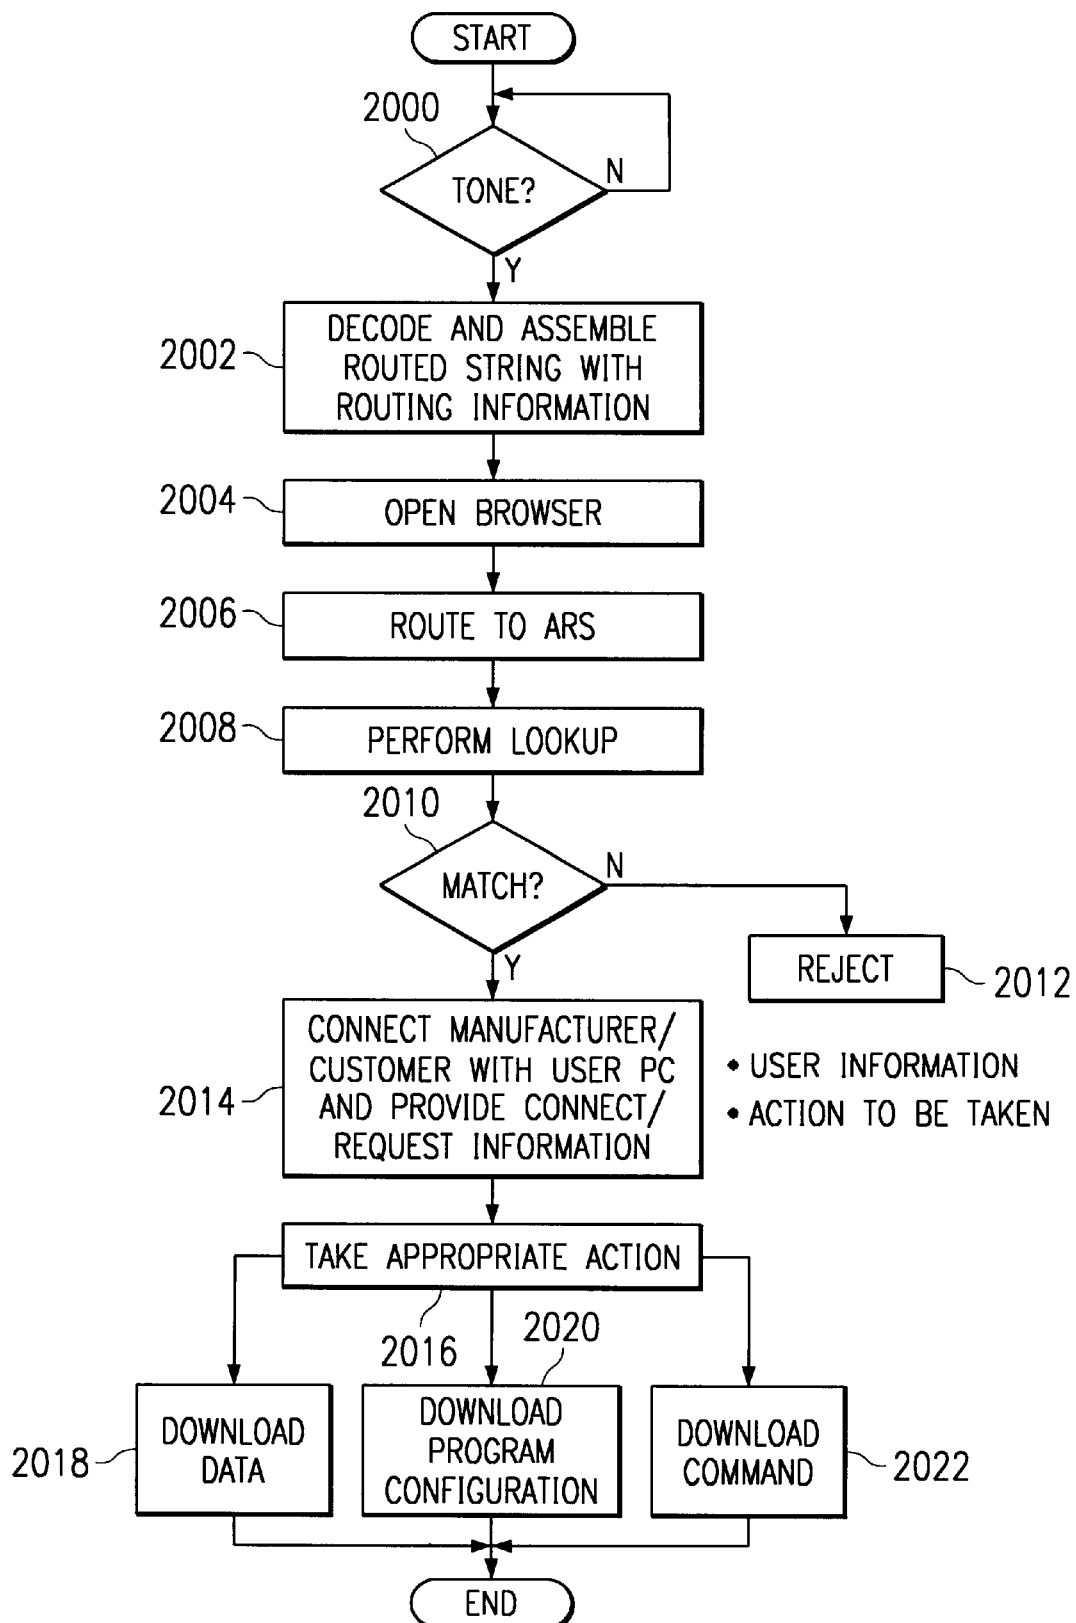 START
2000
TONE?
N
Y
2002
DECODE AND ASSEMBLE
ROUTED STRING WITH
ROUTING INFORMATION
2004
OPEN BROWSER
2006
ROUTE TO ARS
2008
PERFORM LOOKUP
2010
MATCH?
N
Y
REJECT
2012
2014
CONNECT MANUFACTURER/
CUSTOMER WITH USER PC
AND PROVIDE CONNECT/
REQUEST INFORMATION
• USER INFORMATION
• ACTION TO BE TAKEN
TAKE APPROPRIATE ACTION
2016
2020
2018
DOWNLOAD
DATA
DOWNLOAD
PROGRAM
CONFIGURATION
DOWNLOAD
COMMAND
2022
END